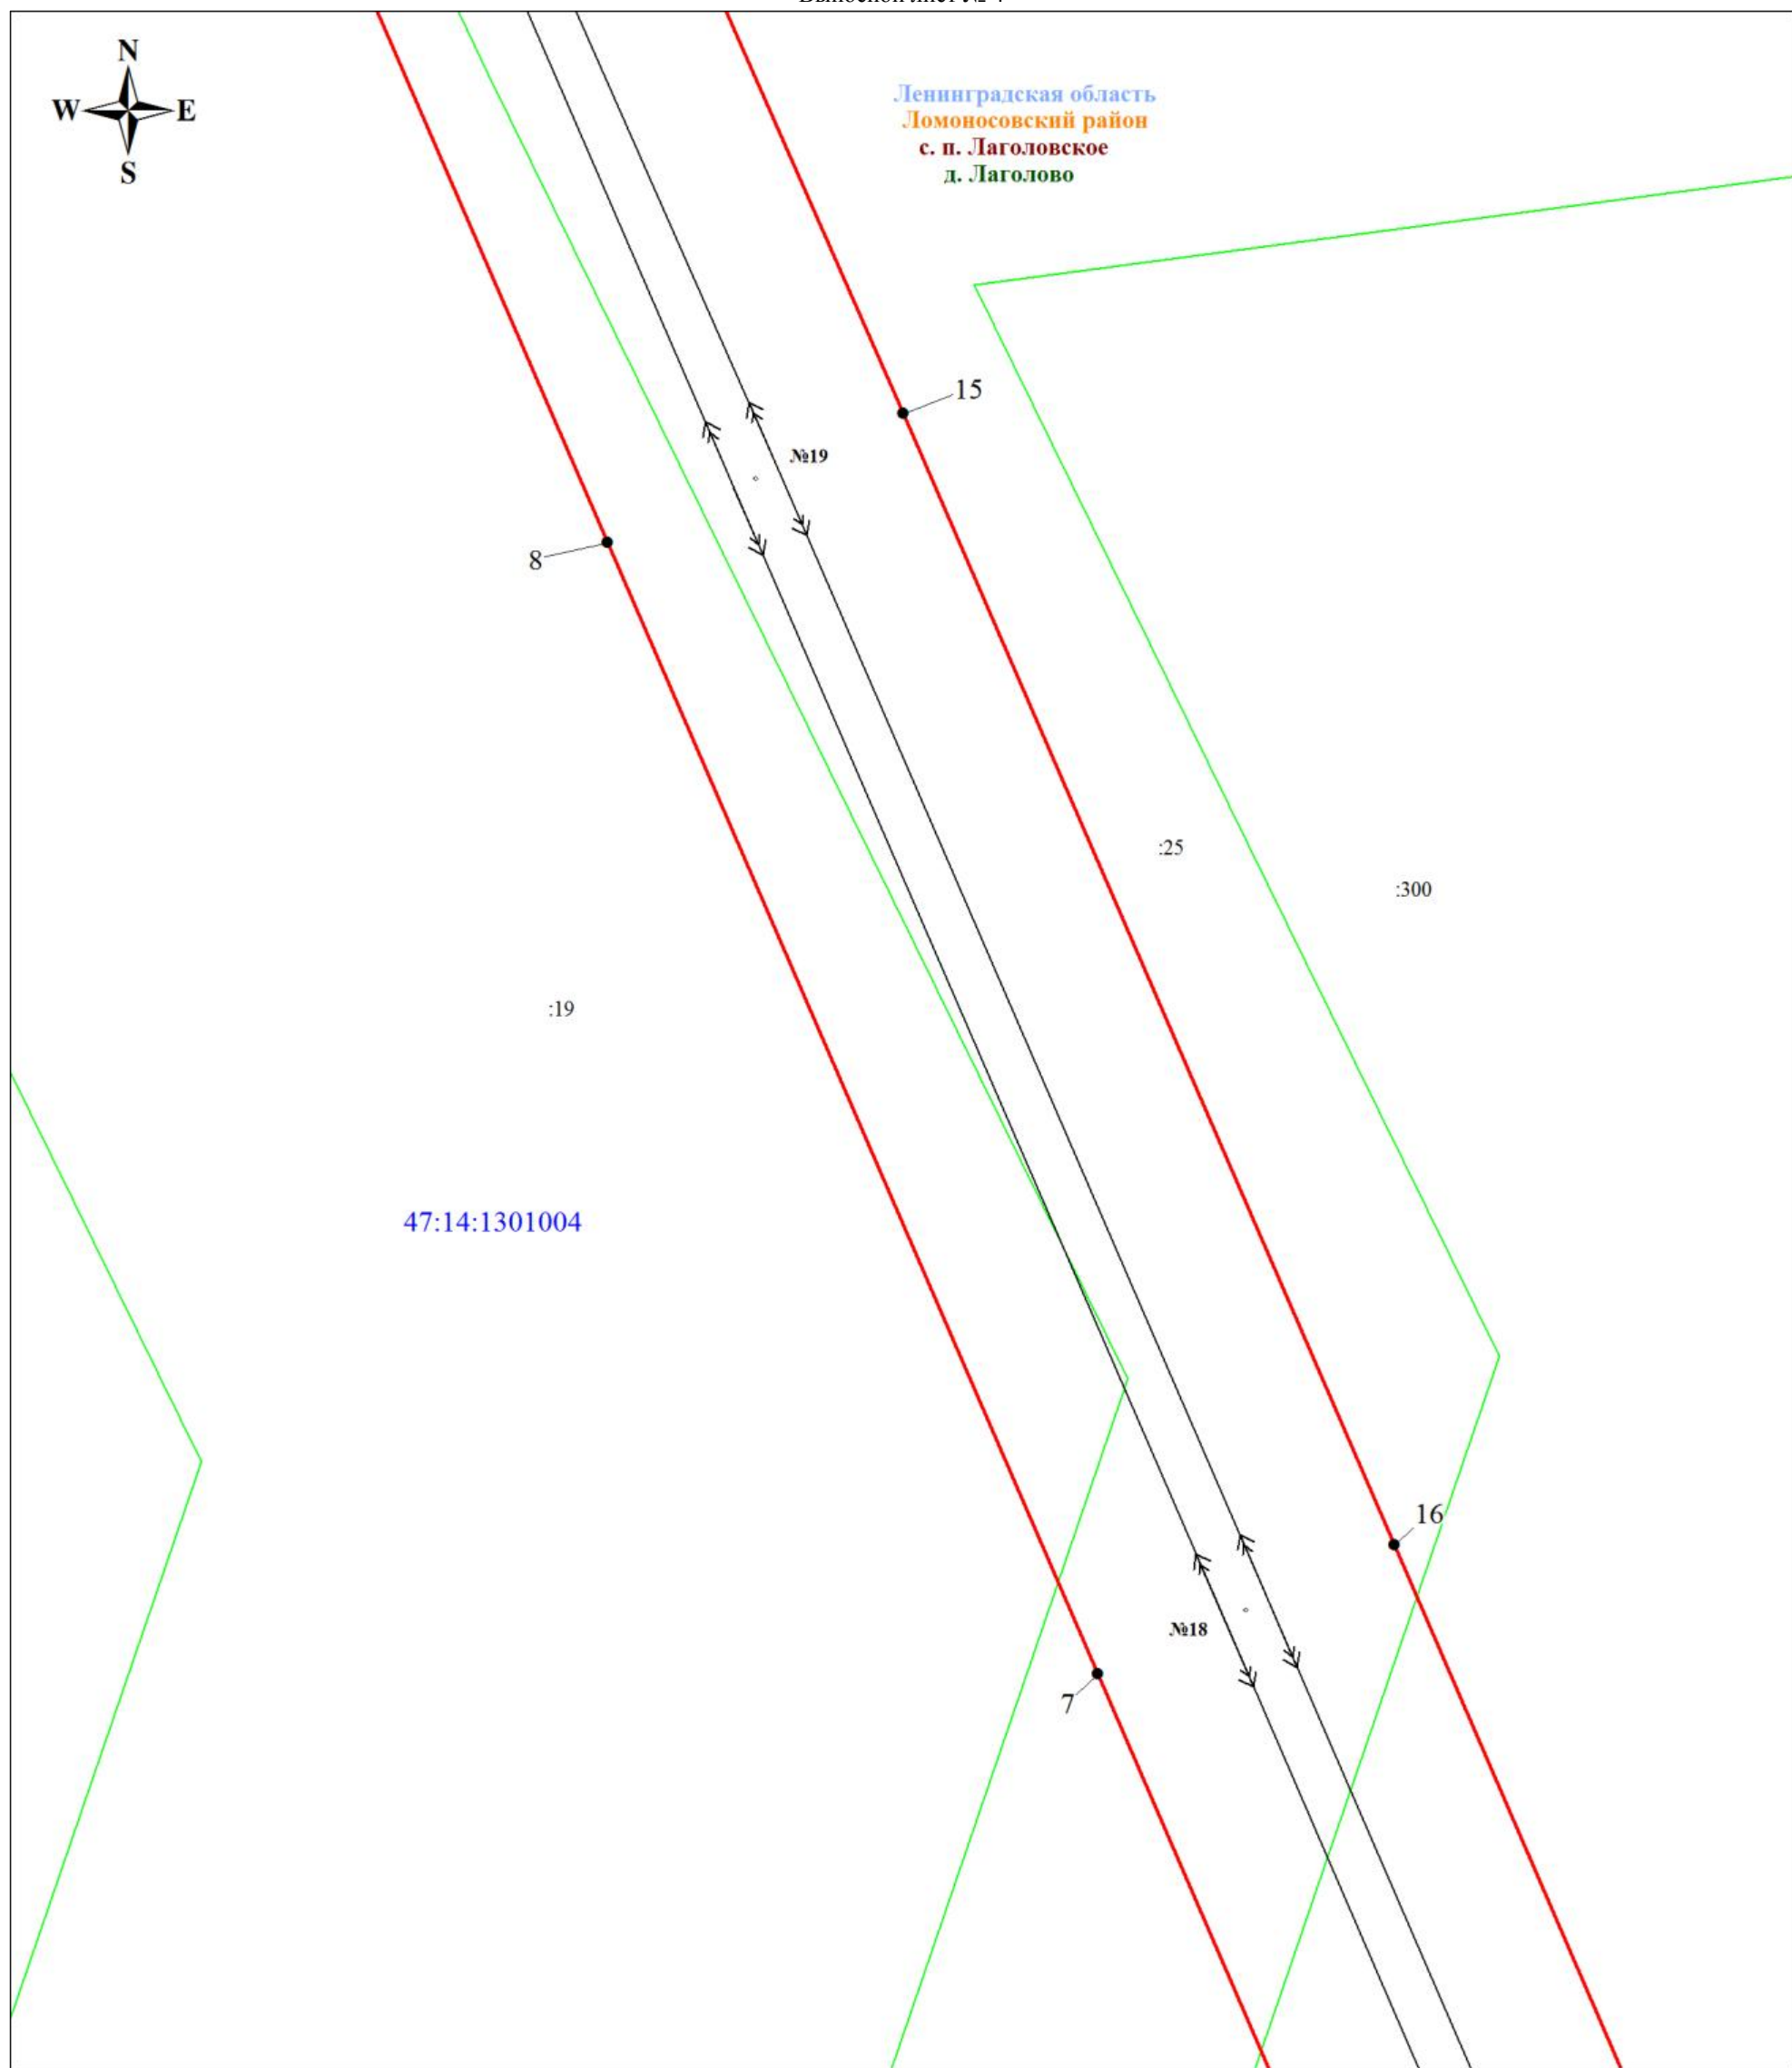 N
W E
S
Ленинградская область
Ломоносовский район
с. п. Лаголовское
д. Лаголово
15
№19
8
:25
:300
:19
47:14:1301004
16
№18
7